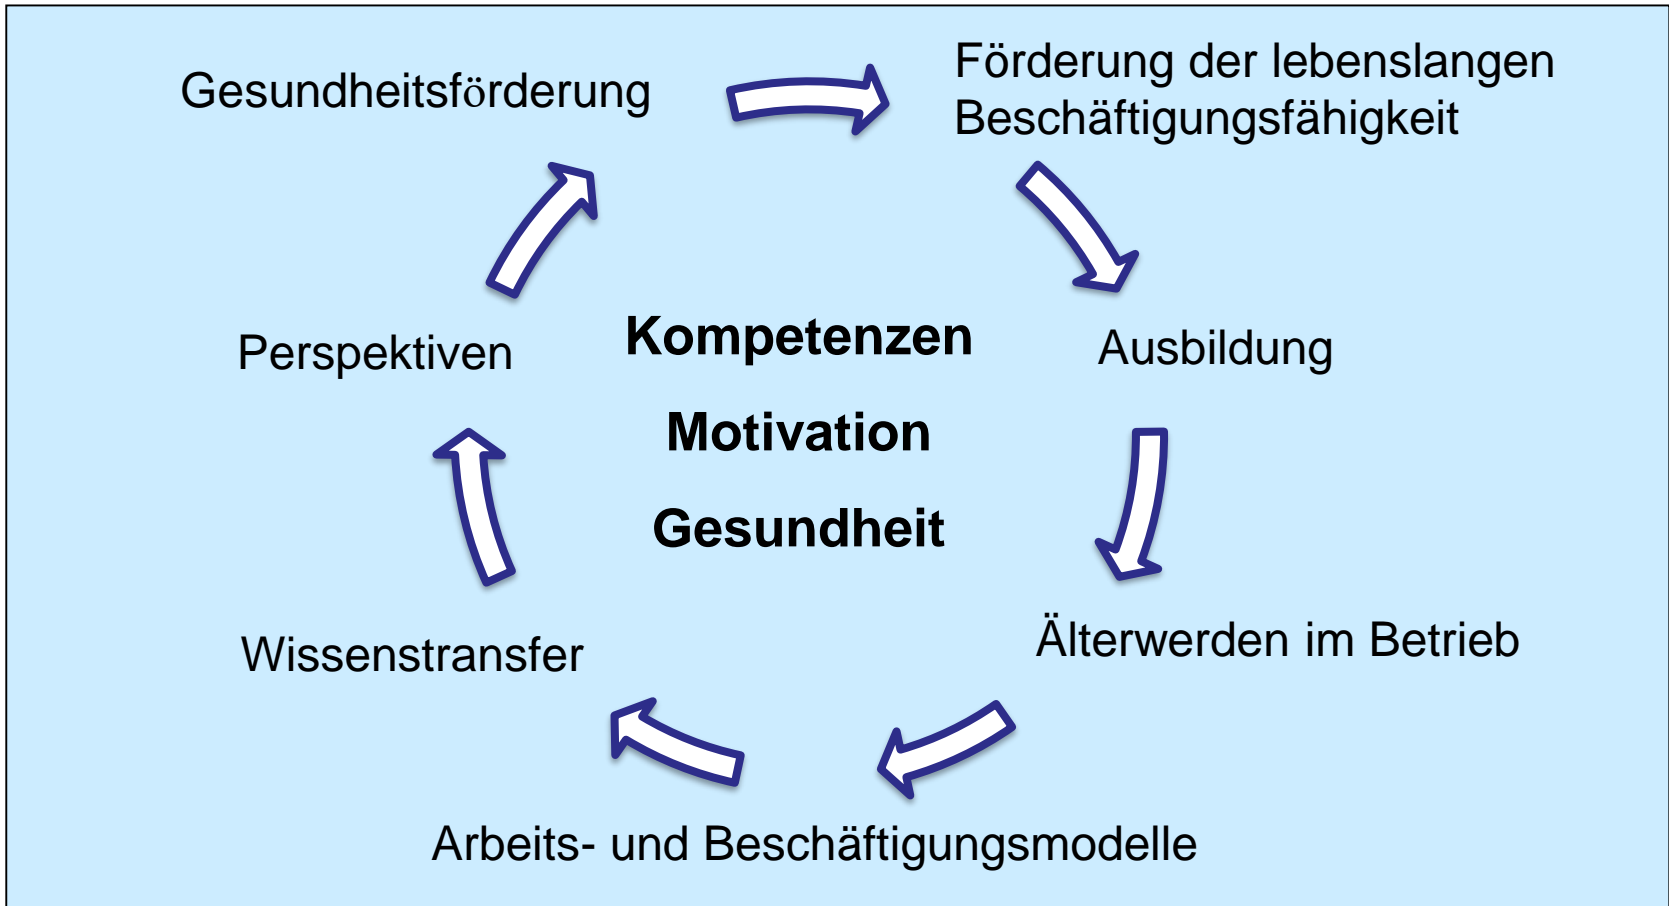 Gesundheitsförderung
Förderung der lebenslangen
Beschäftigungsfähigkeit
Ausbildung
Älterwerden im Betrieb
Arbeits- und Beschäftigungsmodelle
Wissenstransfer
Perspektiven
Kompetenzen
Motivation
Gesundheit